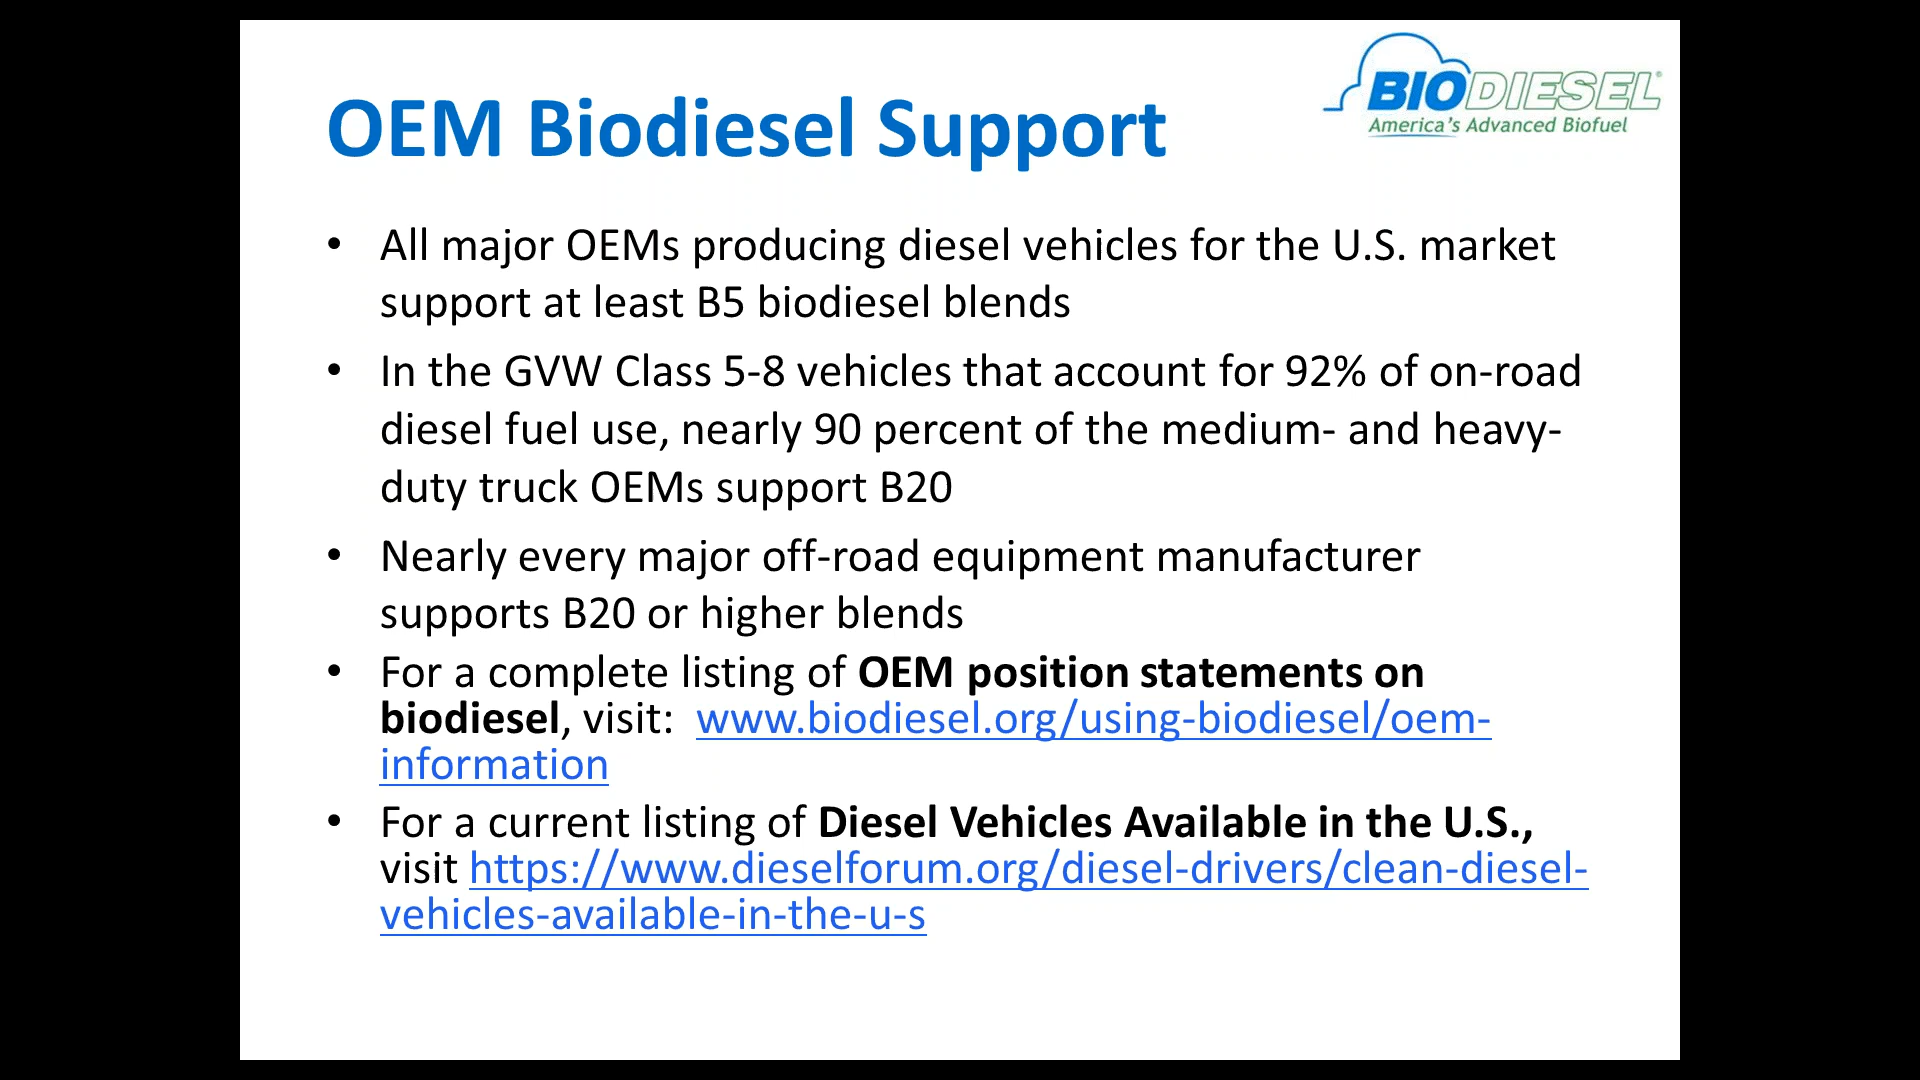 BIODIESEL®
America's Advanced Biofuel
OEM Biodiesel Support
• All major OEMs producing diesel vehicles for the U.S. market
support at least B5 biodiesel blends
• In the GVW Class 5-8 vehicles that account for 92% of on-road
diesel fuel use, nearly 90 percent of the medium- and heavy-
duty truck OEMs support B20
• Nearly every major off-road equipment manufacturer
supports B20 or higher blends
• For a complete listing of OEM position statements on
biodiesel, visit: www.biodiesel.org/using-biodiesel/oem-
information
• For a current listing of Diesel Vehicles Available in the U.S.,
visit https://www.dieselforum.org/diesel-drivers/clean-diesel-
vehicles-available-in-the-u-s